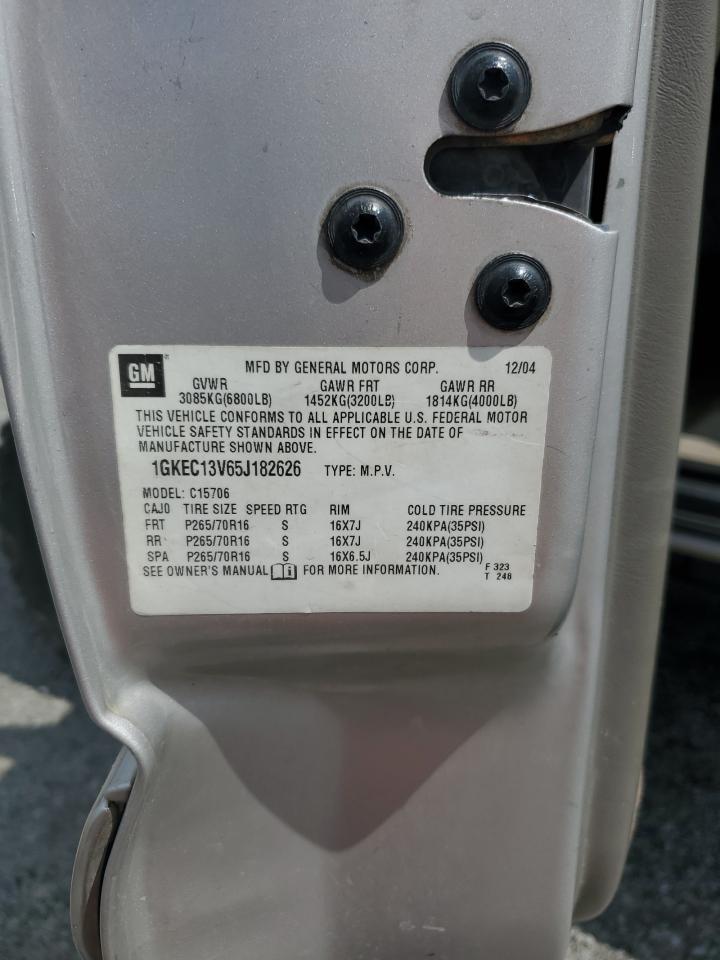 GM MFD BY GENERAL MOTORS CORP. 12/04
GVWR GAWR FRT GAWR RR
3085KG(6800LB) 1452KG(3200LB) 1814KG(4000LB)
THIS VEHICLE CONFORMS TO ALL APPLICABLE U.S. FEDERAL MOTOR
VEHICLE SAFETY STANDARDS IN EFFECT ON THE DATE OF
MANUFACTURE SHOWN ABOVE.
1GKEC13V65J182626 TYPE: M.P.V.
MODEL: C15706
CAJ0 TIRE SIZE SPEED RTG RIM COLD TIRE PRESSURE
FRT P265/70R16 S 16X7J 240KPA(35PSI)
RR P265/70R16 S 16X7J 240KPA(35PSI)
SPA P265/70R16 S 16X6.5J 240KPA(35PSI)
SEE OWNER'S MANUAL i FOR MORE INFORMATION. F 323
T 248